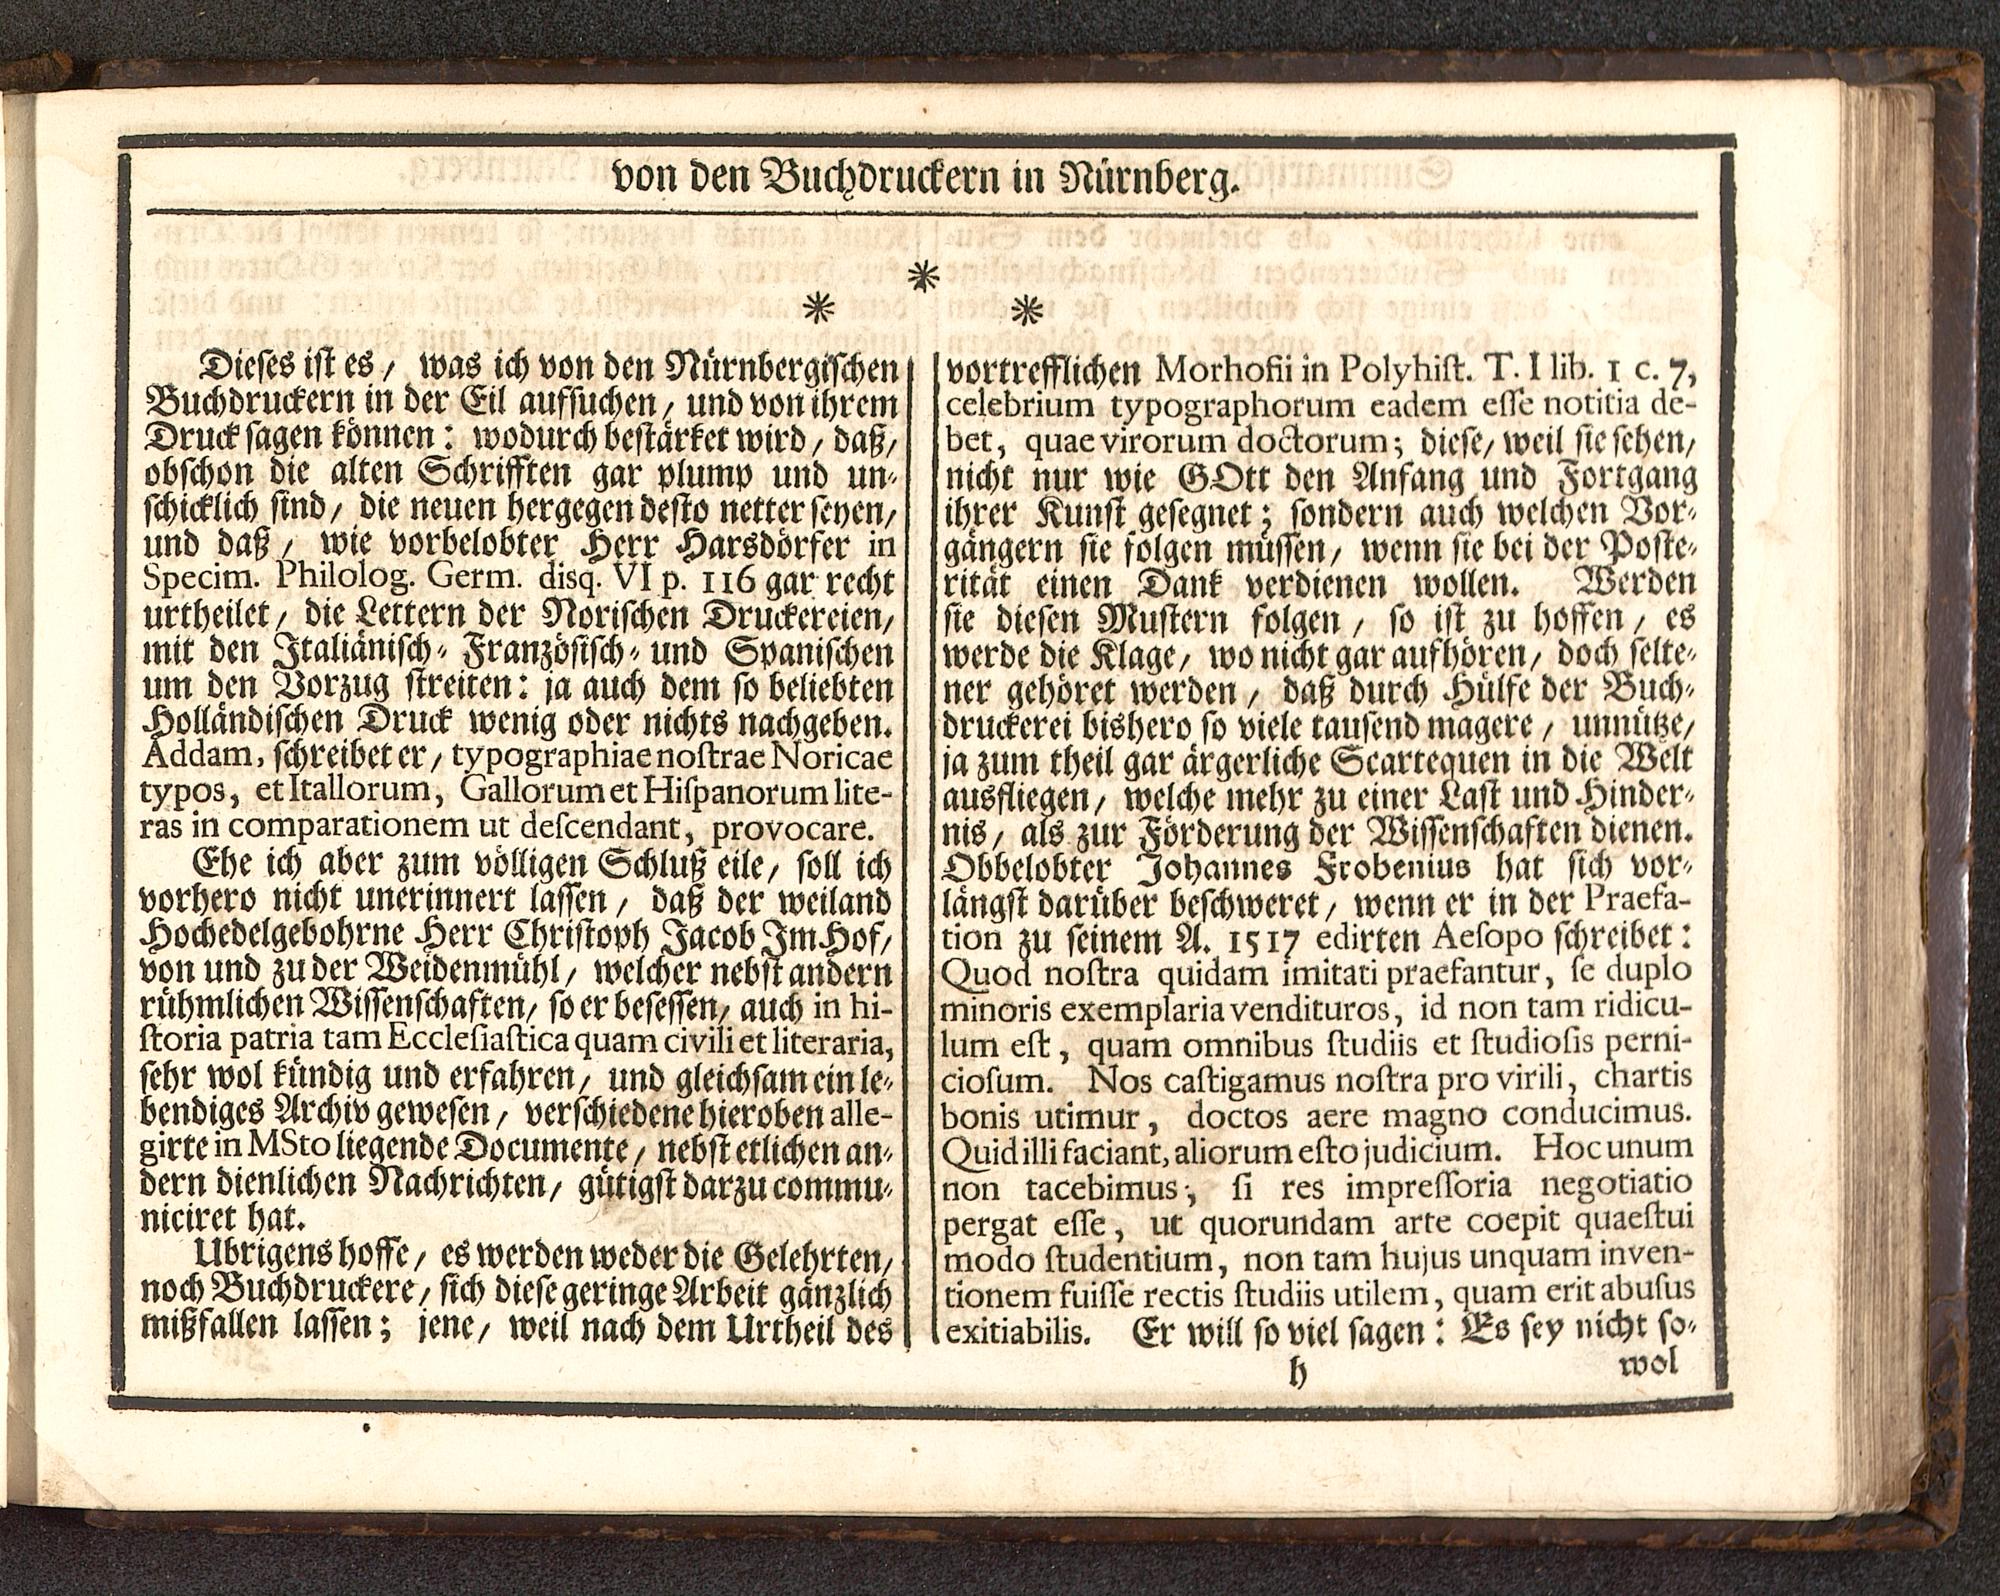 von den Buchdruckern in Nürnberg.
*
* *
Dieses ist es / was ich von den Nürnbergischen
Buchdruckern in der Eil aufsuchen / und von ihrem
Druck sagen können: wodurch bestärket wird / daß /
obschon die alten Schrifften gar plump und un-
schicklich sind / die neuen hergegen desto netter seyen /
und daß / wie vorbelobter Herr Harsdörfer in
Specim. Philolog. Germ. disq. VI p. 116 gar recht
urtheilet / die Lettern der Norischen Druckereien /
mit den Italiänisch- Französisch- und Spanischen
um den Vorzug streiten: ja auch dem so beliebten
Holländischen Druck wenig oder nichts nachgeben.
Addam, schreibet er / typographiae nostrae Noricae
typos, et Itallorum, Gallorum et Hispanorum lite-
ras in comparationem ut descendant, provocare.
Ehe ich aber zum völligen Schluß eile / soll ich
vorhero nicht unerinnert lassen / daß der weiland
Hochedelgebohrne Herr Christoph Jacob Im Hof /
von und zu der Weidenmühl / welcher nebst andern
rühmlichen Wissenschaften / so er besessen / auch in hi-
storia patria tam Ecclesiastica quam civili et literaria,
sehr wol kündig und erfahren / und gleichsam ein le-
bendiges Archiv gewesen / verschiedene hieroben alle-
girte in MSto liegende Documente / nebst etlichen an-
dern dienlichen Nachrichten / gütigst darzu commu-
niciret hat.
Ubrigens hoffe / es werden weder die Gelehrten /
noch Buchdruckere / sich diese geringe Arbeit gänzlich
mißfallen lassen; jene / weil nach dem Urtheil des
vortrefflichen Morhofii in Polyhist. T. I lib. 1 c. 7,
celebrium typographorum eadem esse notitia de-
bet, quae virorum doctorum; diese / weil sie sehen /
nicht nur wie GOtt den Anfang und Fortgang
ihrer Kunst gesegnet; sondern auch welchen Vor-
gängern sie folgen müssen / wenn sie bei der Poste-
rität einen Dank verdienen wollen. Werden
sie diesen Mustern folgen / so ist zu hoffen / es
werde die Klage / wo nicht gar aufhören / doch selte-
ner gehöret werden / daß durch Hülfe der Buch-
druckerei bishero so viele tausend magere / unnütze /
ja zum theil gar ärgerliche Scartequen in die Welt
ausfliegen / welche mehr zu einer Last und Hinder-
nis / als zur Förderung der Wissenschaften dienen.
Obbelobter Johannes Frobenius hat sich vor-
längst darüber beschweret / wenn er in der Praefa-
tion zu seinem A. 1517 edirten Aesopo schreibet:
Quod nostra quidam imitati praefantur, se duplo
minoris exemplaria vendituros, id non tam ridicu-
lum est, quam omnibus studiis et studiosis perni-
ciosum. Nos castigamus nostra pro virili, chartis
bonis utimur, doctos aere magno conducimus.
Quid illi faciant, aliorum esto judicium. Hoc unum
non tacebimus; si res impressoria negotiatio
pergat esse, ut quorundam arte coepit quaestui
modo studentium, non tam hujus unquam inven-
tionem fuisse rectis studiis utilem, quam erit abusus
exitiabilis. Er will so viel sagen: Es sey nicht so-
h wol